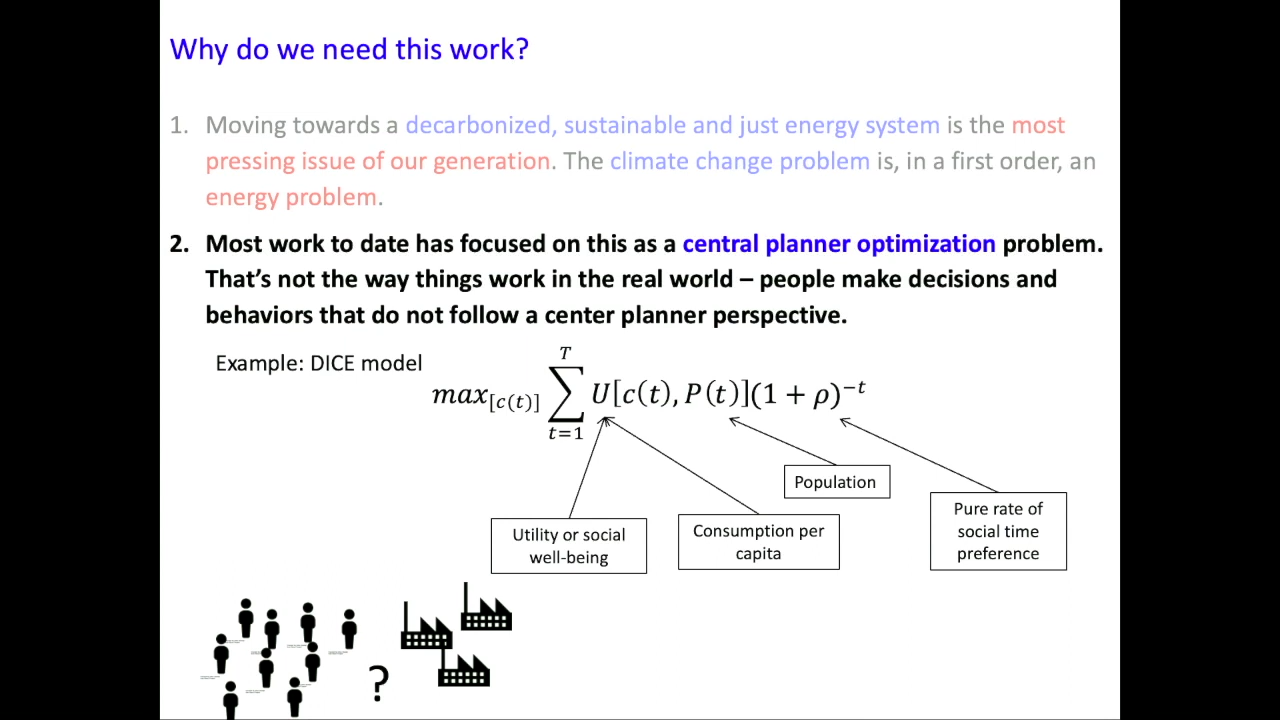 Why do we need this work?
1. Moving towards a decarbonized, sustainable and just energy system is the most
pressing issue of our generation. The climate change problem is, in a first order, an
energy problem.
2. Most work to date has focused on this as a central planner optimization problem.
That's not the way things work in the real world – people make decisions and
behaviors that do not follow a center planner perspective.
Example: DICE model
T
max[c(t)] ∑ U[c(t), P(t)](1 + ρ)^−t
t=1
Population
Pure rate of
social time
preference
Utility or social
well-being
Consumption per
capita
?